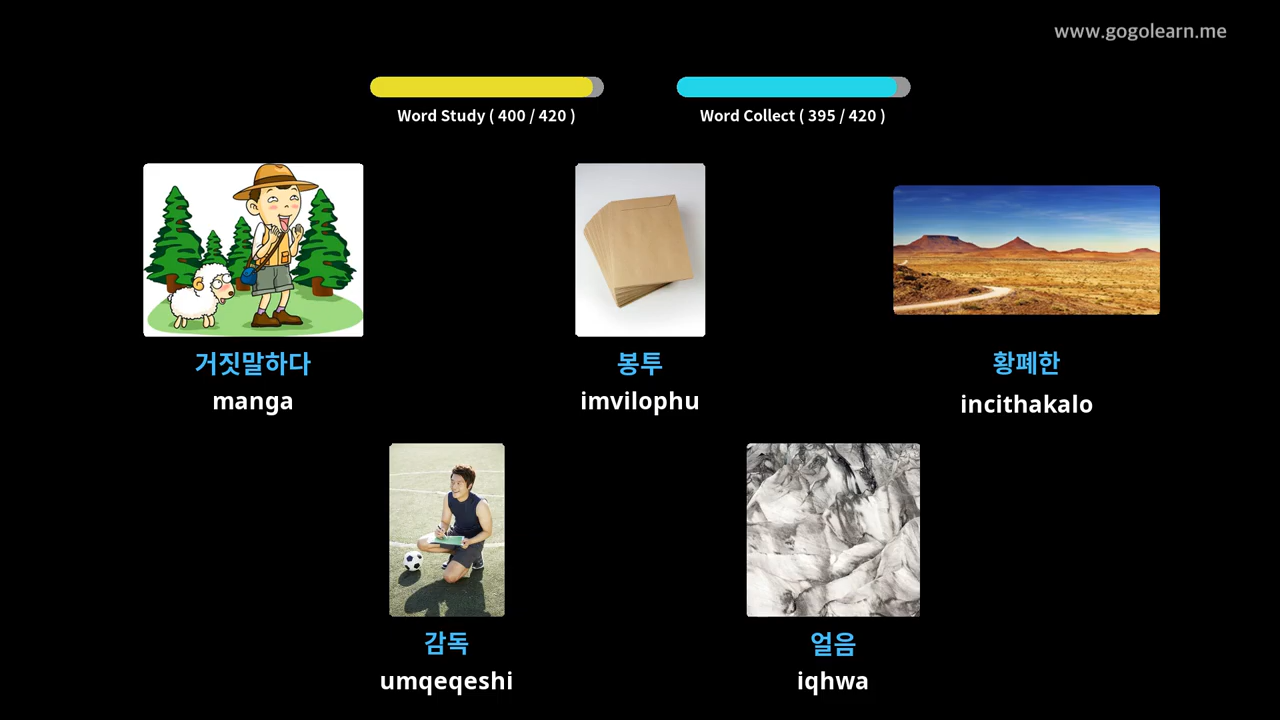 www.gogolearn.me
Word Study ( 400 / 420 )
Word Collect ( 395 / 420 )
거짓말하다
manga
봉투
imvilophu
황폐한
incithakalo
감독
umqeqeshi
얼음
iqhwa